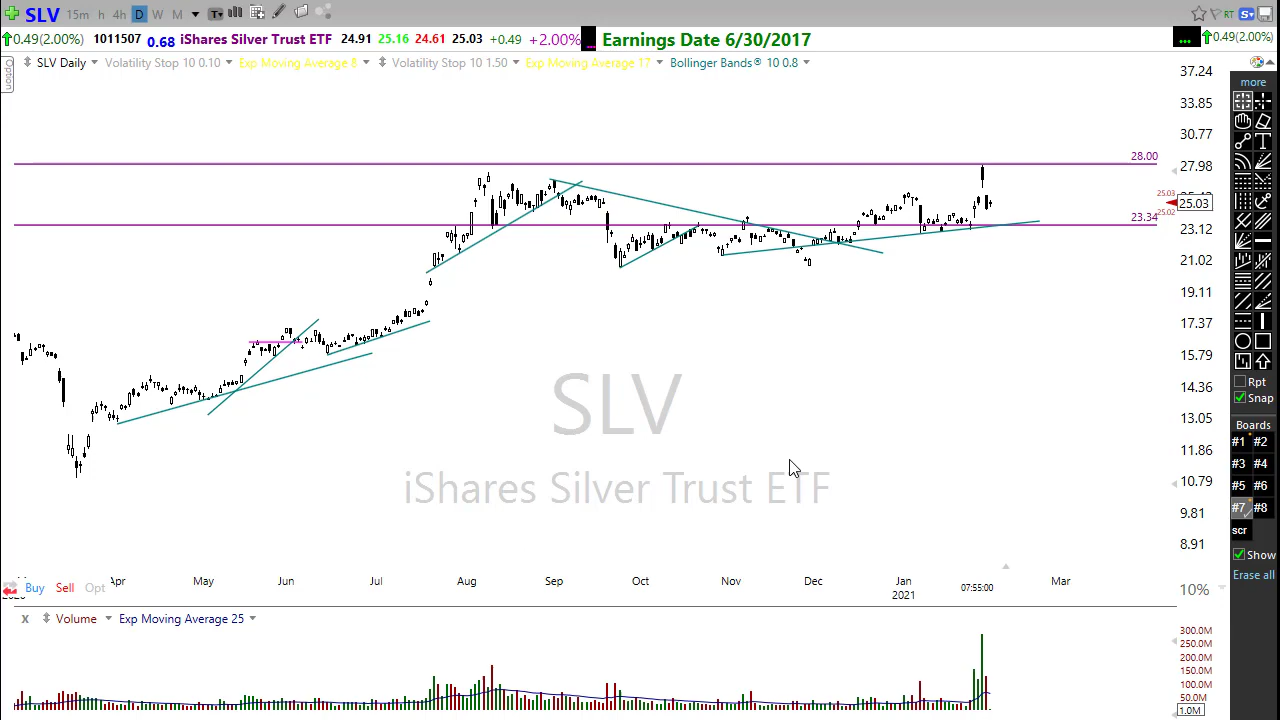 SLV 15m h 4h D W M T RT S
0.49(2.00%) 1011507 0.68 iShares Silver Trust ETF 24.91 25.16 24.61 25.03 +0.49 +2.00% ... Earnings Date 6/30/2017 ... 0.49(2.00%)
Option SLV Daily Volatility Stop 10 0.10 Exp Moving Average 8 Volatility Stop 10 1.50 Exp Moving Average 17 Bollinger Bands® 10 0.8
37.24
more
33.85
30.77
28.00
27.98
25.03
25.03
25.02
23.34
23.12
21.02
19.11
17.37
15.79
14.36
13.05
11.86
10.79
9.81
8.91
SLV
iShares Silver Trust ETF
T
Rpt
Snap
Boards
#1 #2
#3 #4
#5 #6
#7 #8
scr
Show
Erase all
Apr May Jun Jul Aug Sep Oct Nov Dec Jan Mar
2021 07:55:00
Buy Sell Opt 10%
X Volume Exp Moving Average 25
300.0M
250.0M
200.0M
150.0M
100.0M
50.0M
1.0M